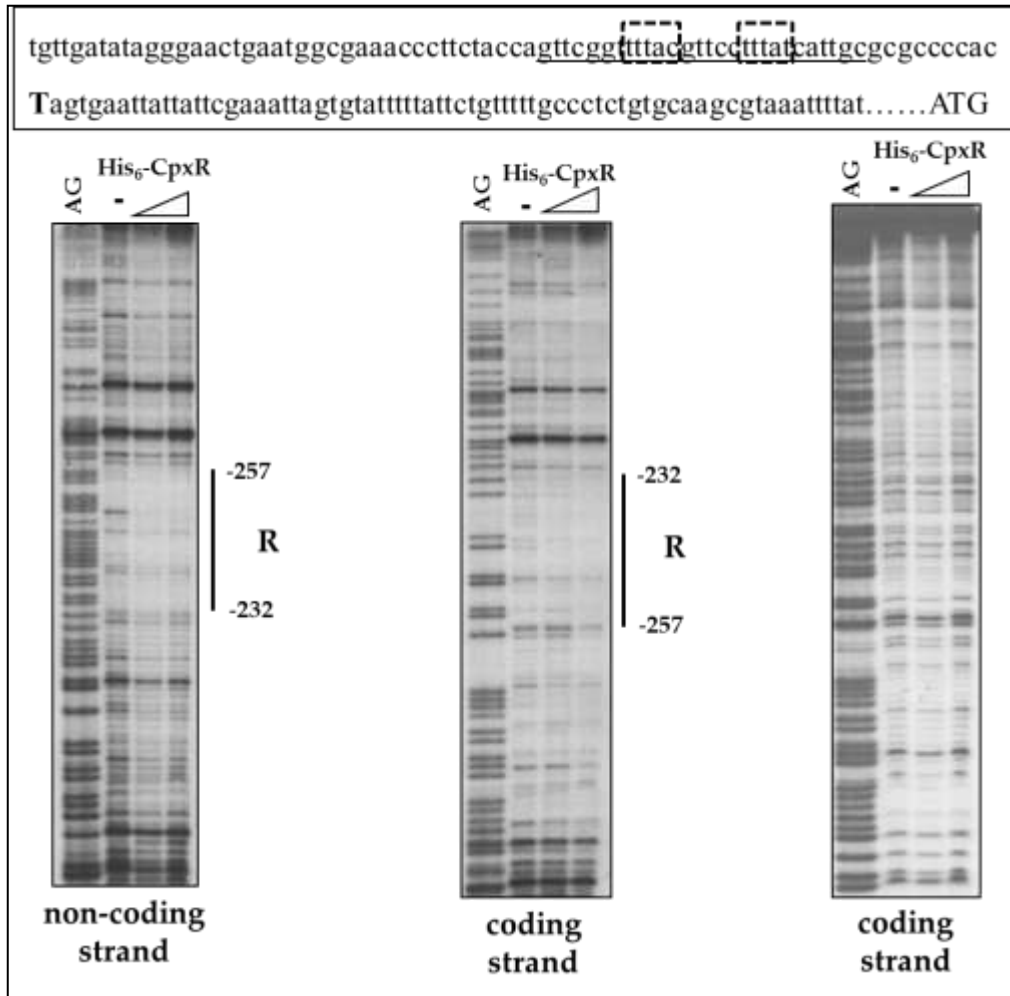 tgttgatatagggaactgaatggcgaaacccttctaccagttcggttttacgttcctttatcattgcgcgccccac
Tagtgaattattattcgaaattagtgtatttttattctgtttttgccctctgtgcaagcgtaaattttat……ATG
AG
His₆-CpxR
-
-257
R
-232
non-coding
strand
AG
His₆-CpxR
-
-232
R
-257
coding
strand
AG
His₆-CpxR
-
coding
strand